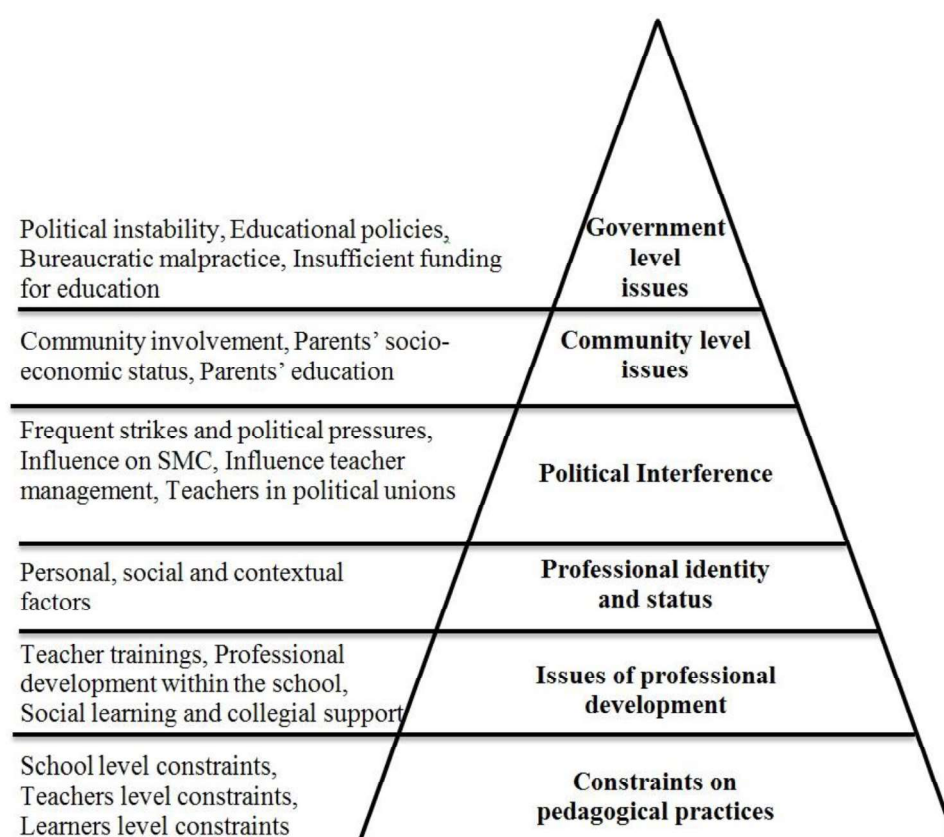 Political instability, Educational policies,
Bureaucratic malpractice, Insufficient funding
for education
Government
level
issues
Community involvement, Parents’ socio-
economic status, Parents’ education
Community level
issues
Frequent strikes and political pressures,
Influence on SMC, Influence teacher
management, Teachers in political unions
Political Interference
Personal, social and contextual
factors
Professional identity
and status
Teacher trainings, Professional
development within the school,
Social learning and collegial support
Issues of professional
development
School level constraints,
Teachers level constraints,
Learners level constraints
Constraints on
pedagogical practices